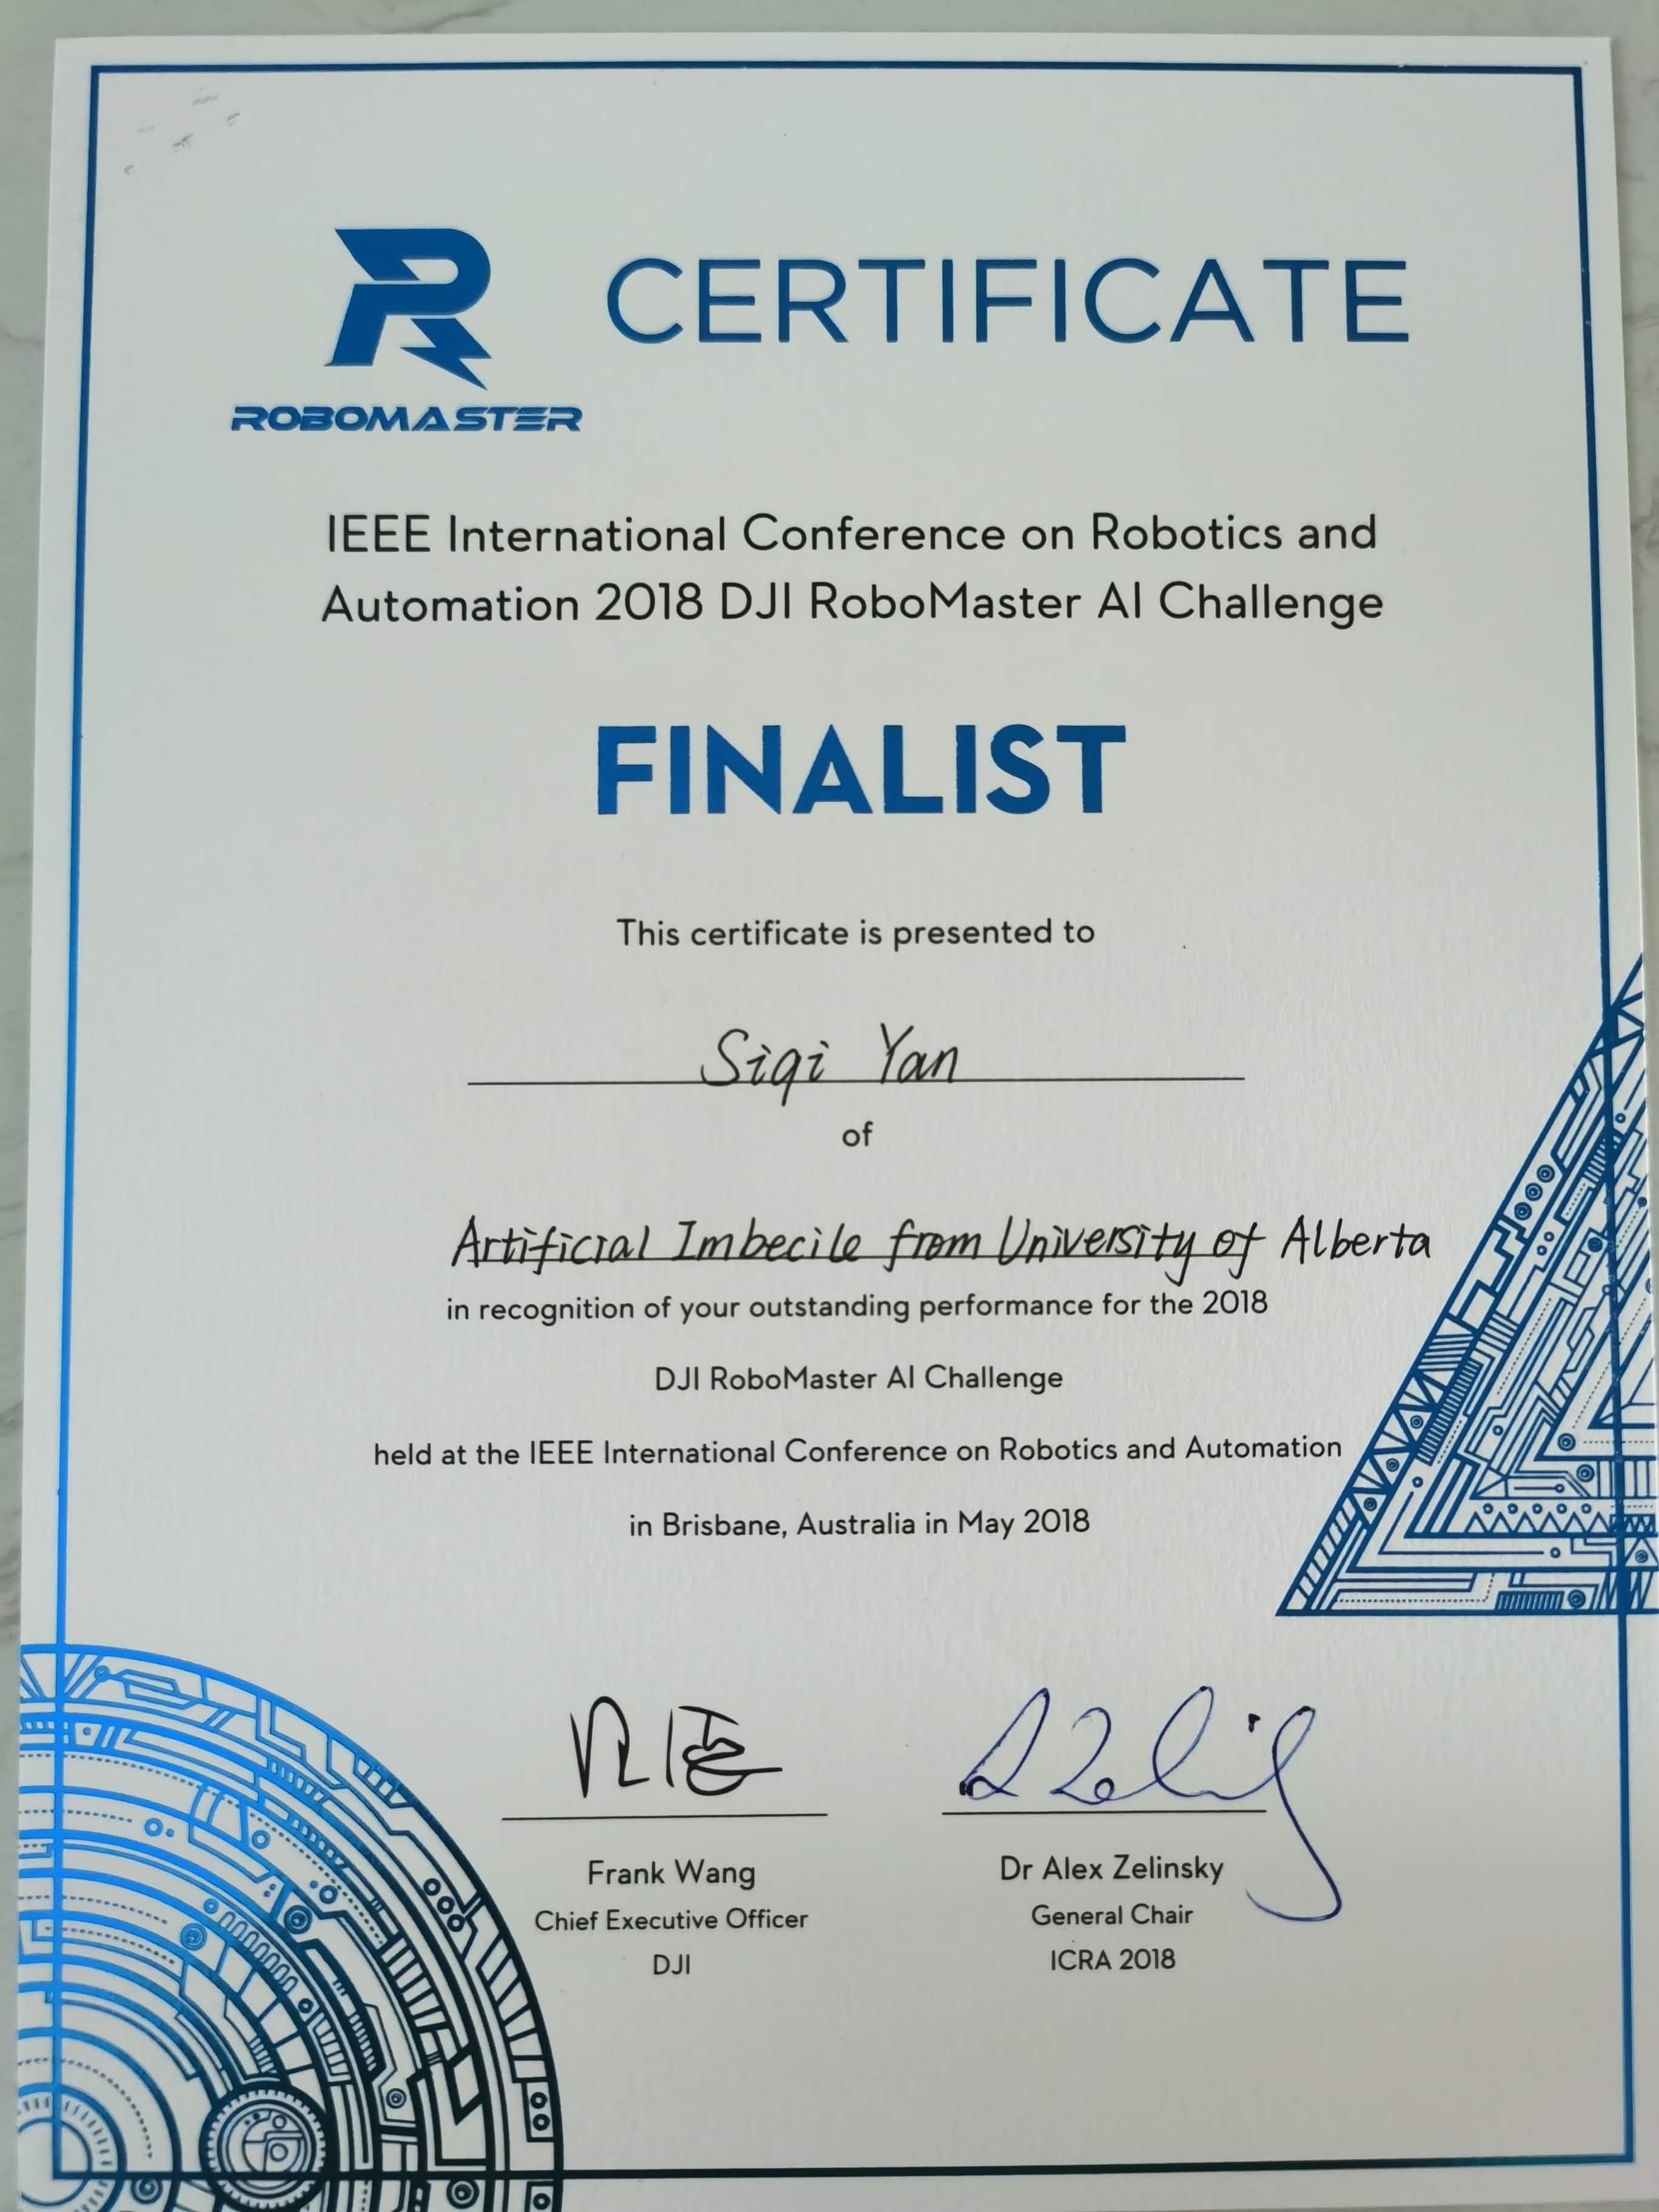 CERTIFICATE
ROBOMASTER
IEEE International Conference on Robotics and
Automation 2018 DJI RoboMaster AI Challenge
FINALIST
This certificate is presented to
Siqi Yan
of
Artificial Imbecile from University of Alberta
in recognition of your outstanding performance for the 2018
DJI RoboMaster AI Challenge
held at the IEEE International Conference on Robotics and Automation
in Brisbane, Australia in May 2018
Frank Wang
Chief Executive Officer
DJI
Dr Alex Zelinsky
General Chair
ICRA 2018